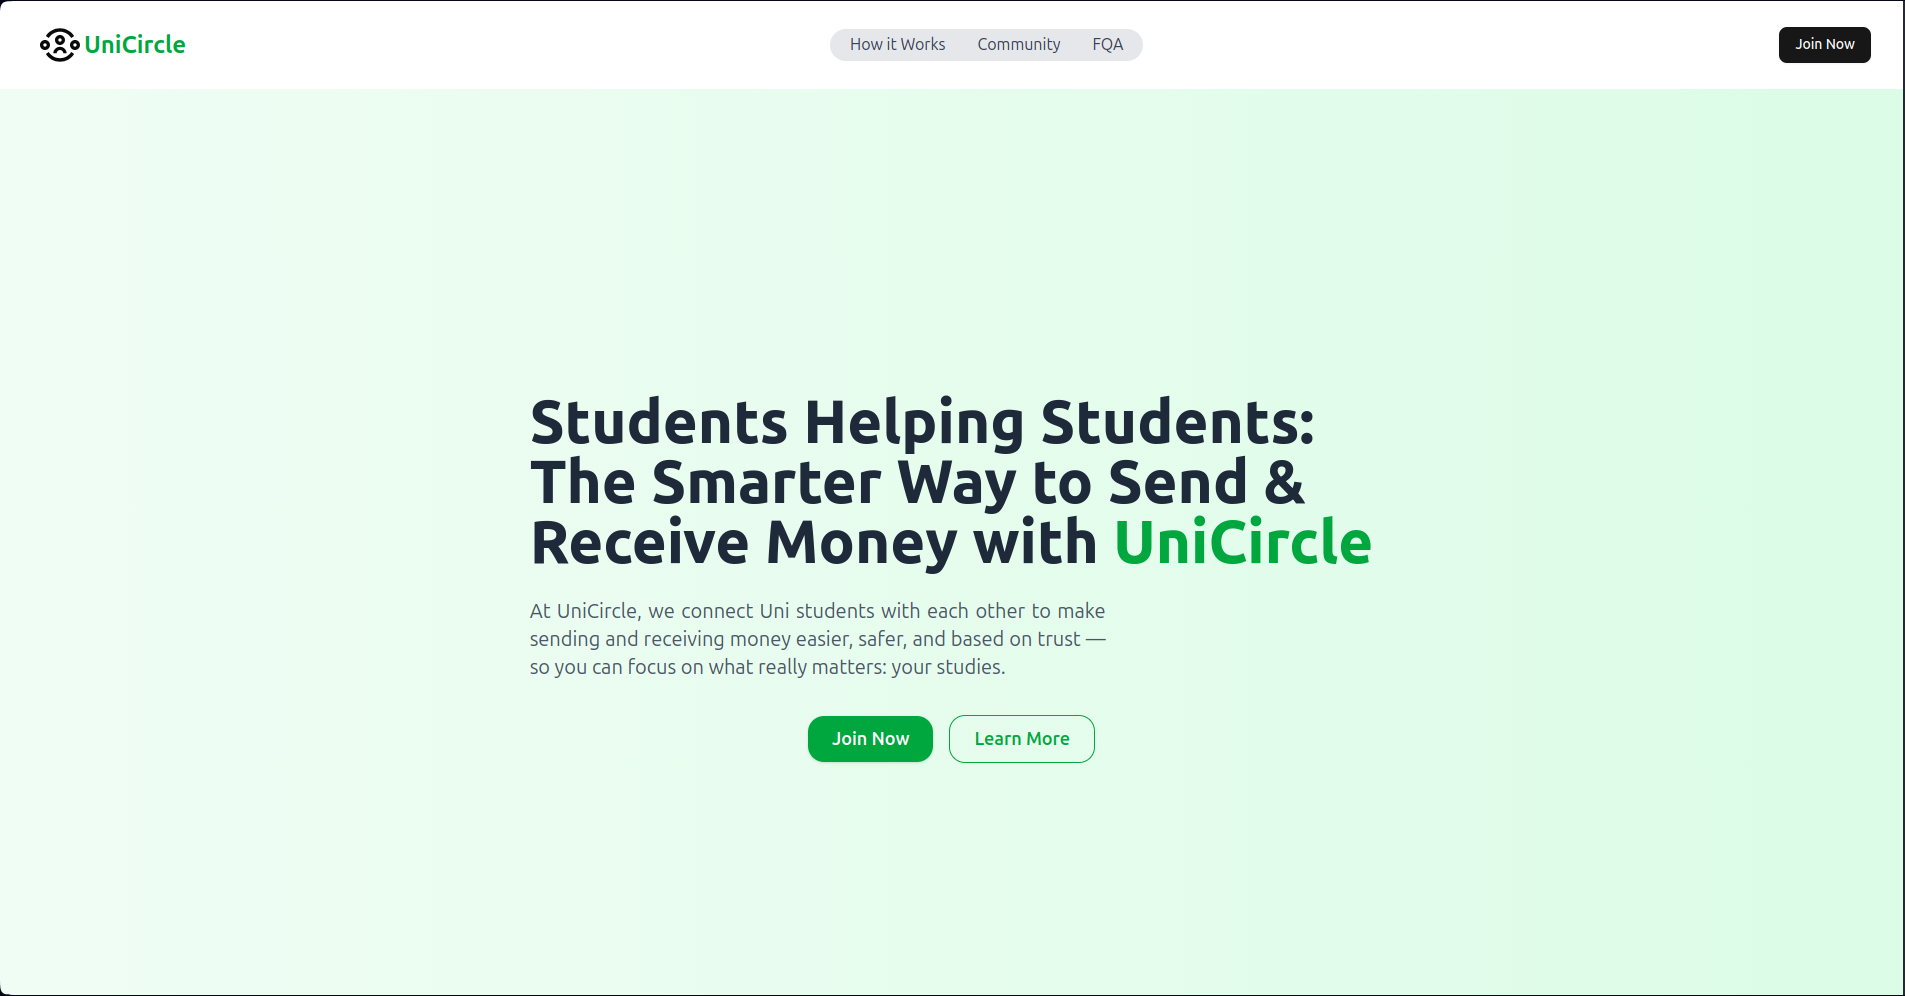 UniCircle
How it Works
Community
FQA
Join Now
Students Helping Students:
The Smarter Way to Send &
Receive Money with UniCircle
At UniCircle, we connect Uni students with each other to make
sending and receiving money easier, safer, and based on trust —
so you can focus on what really matters: your studies.
Join Now
Learn More